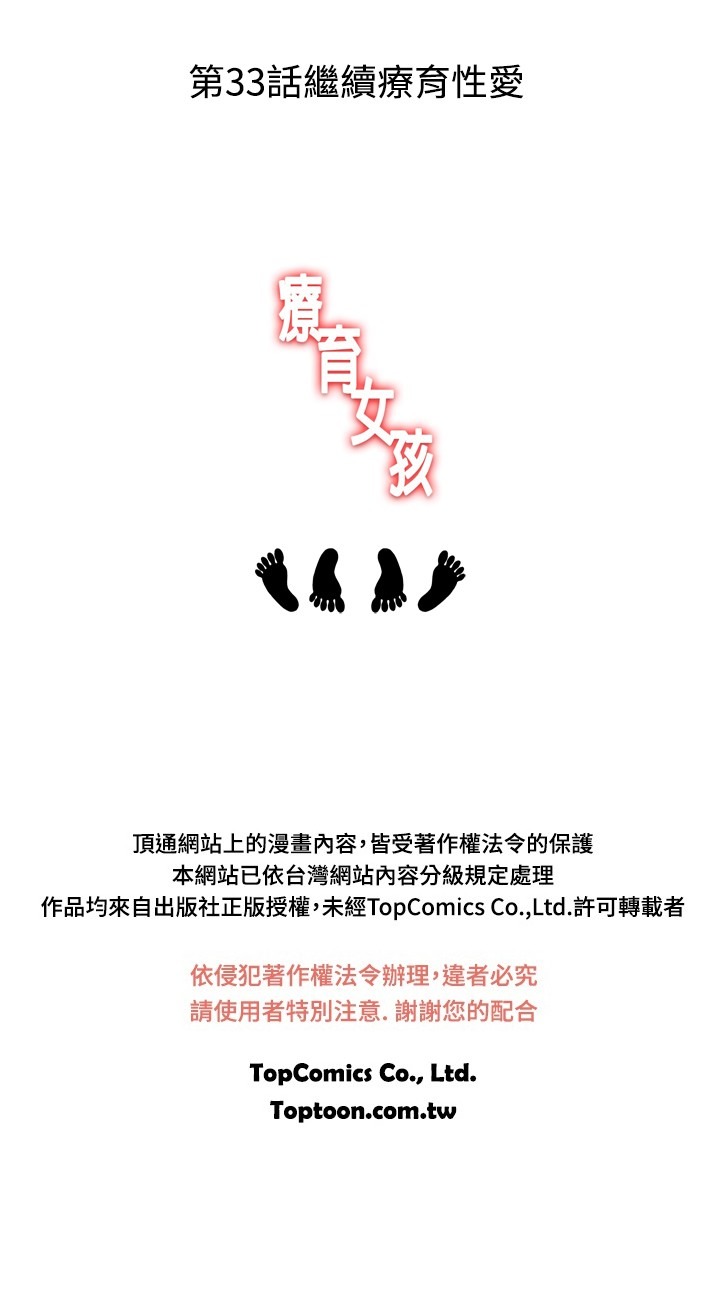 第33話繼續療育性愛
療育女孩
頂通網站上的漫畫內容，皆受著作權法令的保護
本網站已依台灣網站內容分級規定處理
作品均來自出版社正版授權，未經TopComics Co.,Ltd.許可轉載者
依侵犯著作權法令辦理，違者必究
請使用者特別注意. 謝謝您的配合
TopComics Co., Ltd.
Toptoon.com.tw